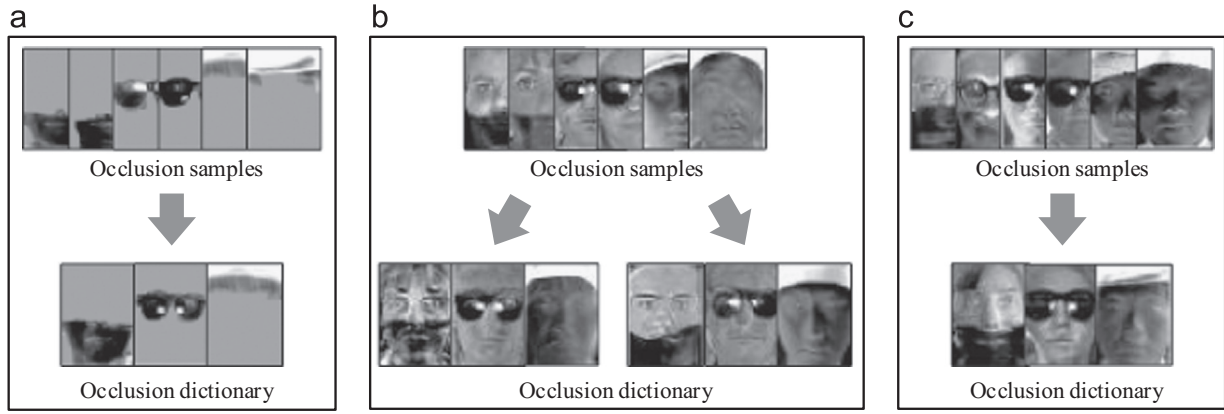 a
b
c
Occlusion samples
Occlusion samples
Occlusion samples
Occlusion dictionary
Occlusion dictionary
Occlusion dictionary